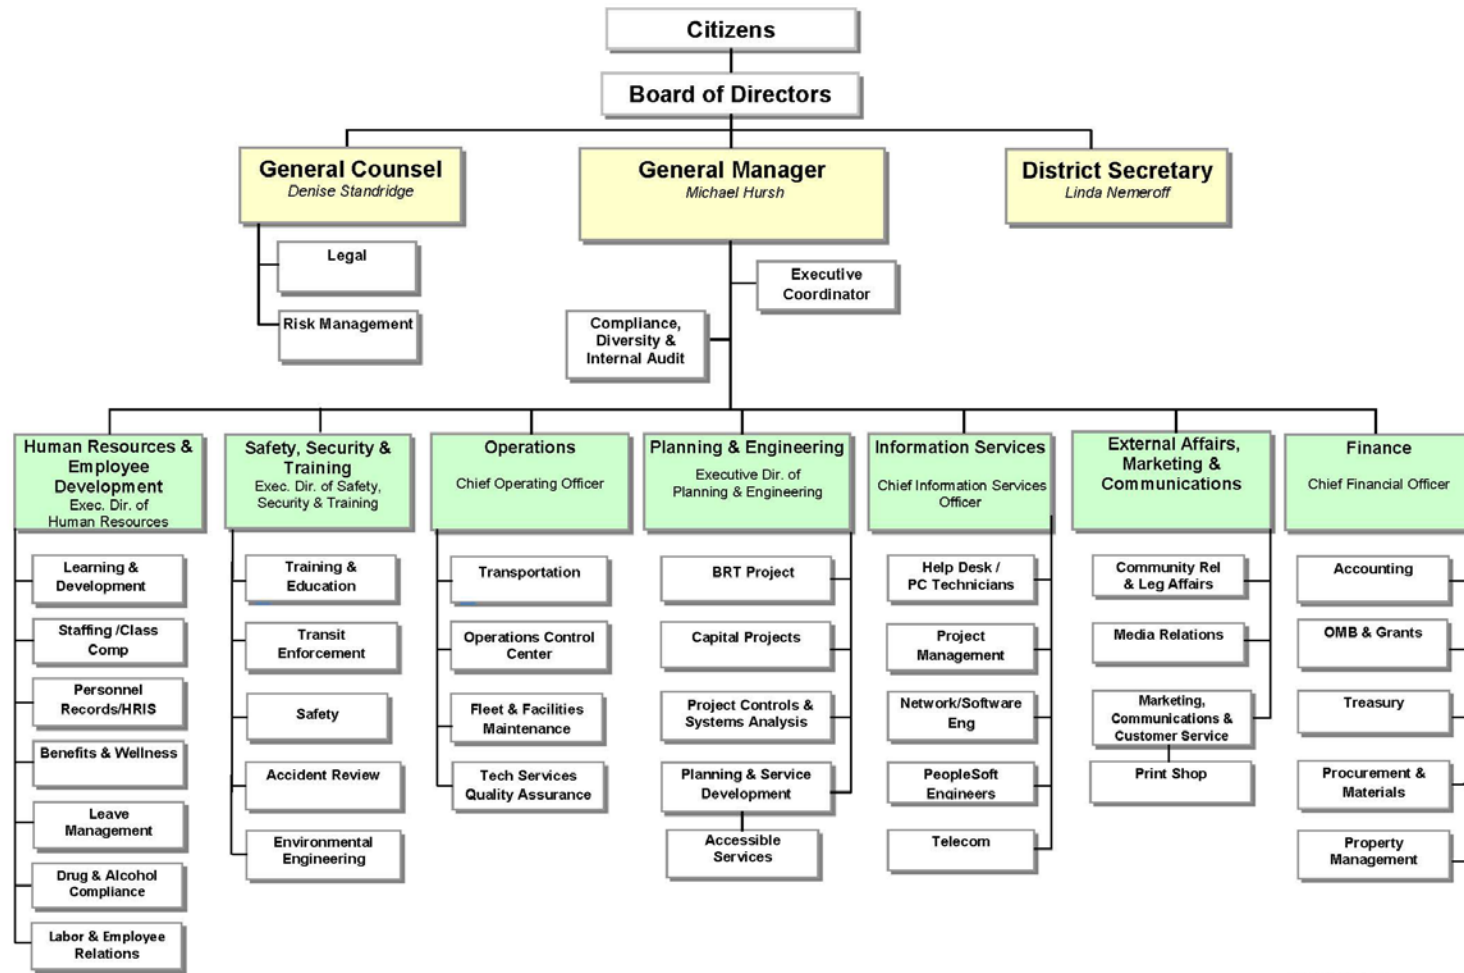 Citizens
Board of Directors
General Counsel
Denise Standridge
General Manager
Michael Hursh
District Secretary
Linda Nemeroff
Legal
Risk Management
Executive
Coordinator
Compliance,
Diversity &
Internal Audit
Human Resources &
Employee
Development
Exec. Dir. of
Human Resources
Learning &
Development
Staffing /Class
Comp
Personnel
Records/HRIS
Benefits & Wellness
Leave
Management
Drug & Alcohol
Compliance
Labor & Employee
Relations
Safety, Security &
Training
Exec. Dir. of Safety,
Security & Training
Training &
Education
Transit
Enforcement
Safety
Accident Review
Environmental
Engineering
Operations
Chief Operating Officer
Transportation
Operations Control
Center
Fleet & Facilities
Maintenance
Tech Services
Quality Assurance
Planning & Engineering
Executive Dir. of
Planning & Engineering
BRT Project
Capital Projects
Project Controls &
Systems Analysis
Planning & Service
Development
Accessible
Services
Information Services
Chief Information Services
Officer
Help Desk /
PC Technicians
Project
Management
Network/Software
Eng
PeopleSoft
Engineers
Telecom
External Affairs,
Marketing &
Communications
Community Rel
& Leg Affairs
Media Relations
Marketing,
Communications &
Customer Service
Print Shop
Finance
Chief Financial Officer
Accounting
OMB & Grants
Treasury
Procurement &
Materials
Property
Management